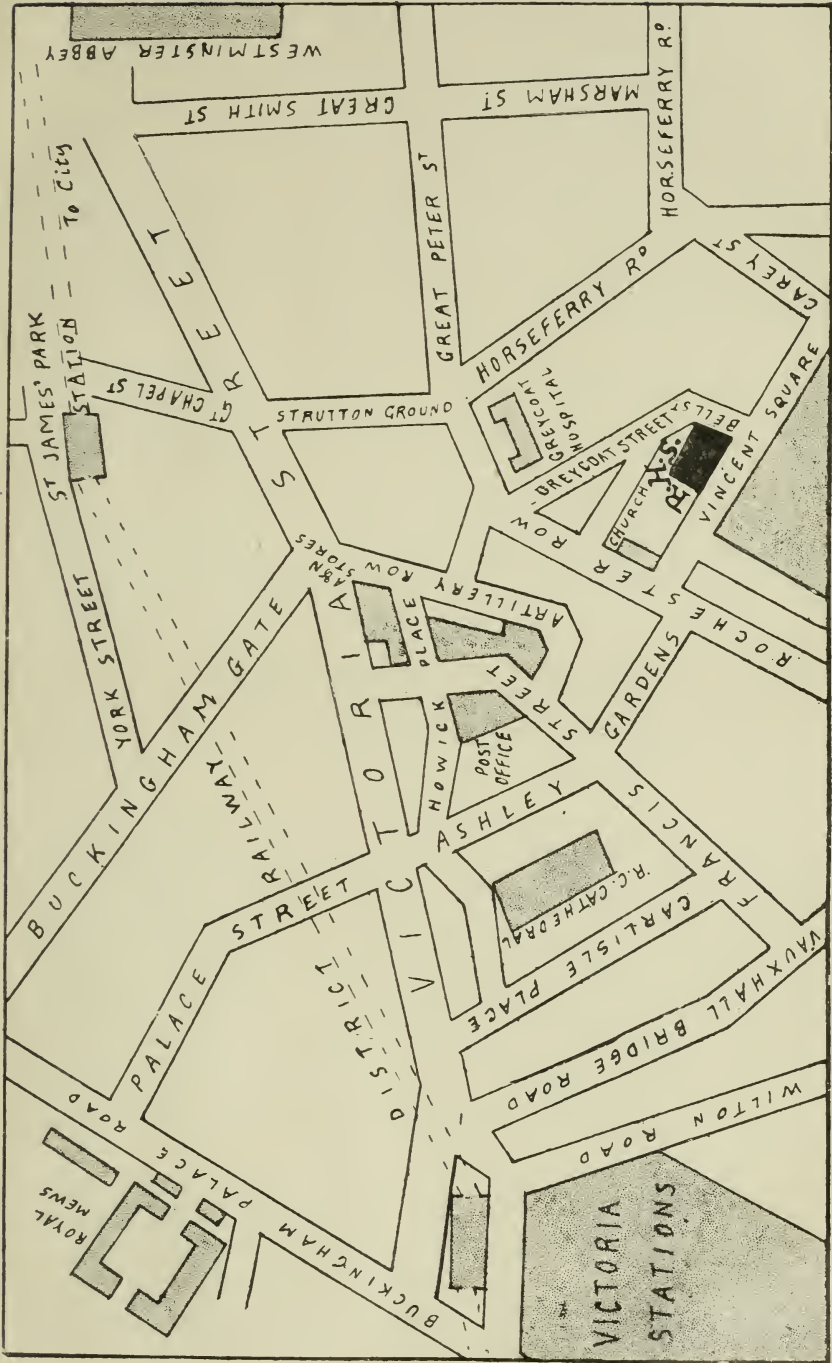 WESTMINSTER ABBEY
To City
GREAT SMITH ST
MARSHAM ST
HORSEFERRY RD
GREAT PETER ST
HORSEFERRY RD
CAREY ST
ST JAMES' PARK
STATION
GT CHAPEL ST
STRUTTON GROUND
GREYCOAT
HOSPITAL
GREYCOAT STREET
BELL ST
R.H.S.
CHURCH
VINCENT SQUARE
ROCHESTER
ROW
YORK STREET
BUCKINGHAM GATE
A&N
STORES
ARTILLERY ROW
HOWICK PLACE
POST
OFFICE
FRANCIS STREET
ASHLEY GARDENS
VICTORIA STREET
PALACE STREET
DISTRICT RAILWAY
R.C. CATHEDRAL
CARLISLE PLACE
VAUXHALL BRIDGE ROAD
WILTON ROAD
BUCKINGHAM PALACE ROAD
ROYAL
MEWS
VICTORIA
STATIONS